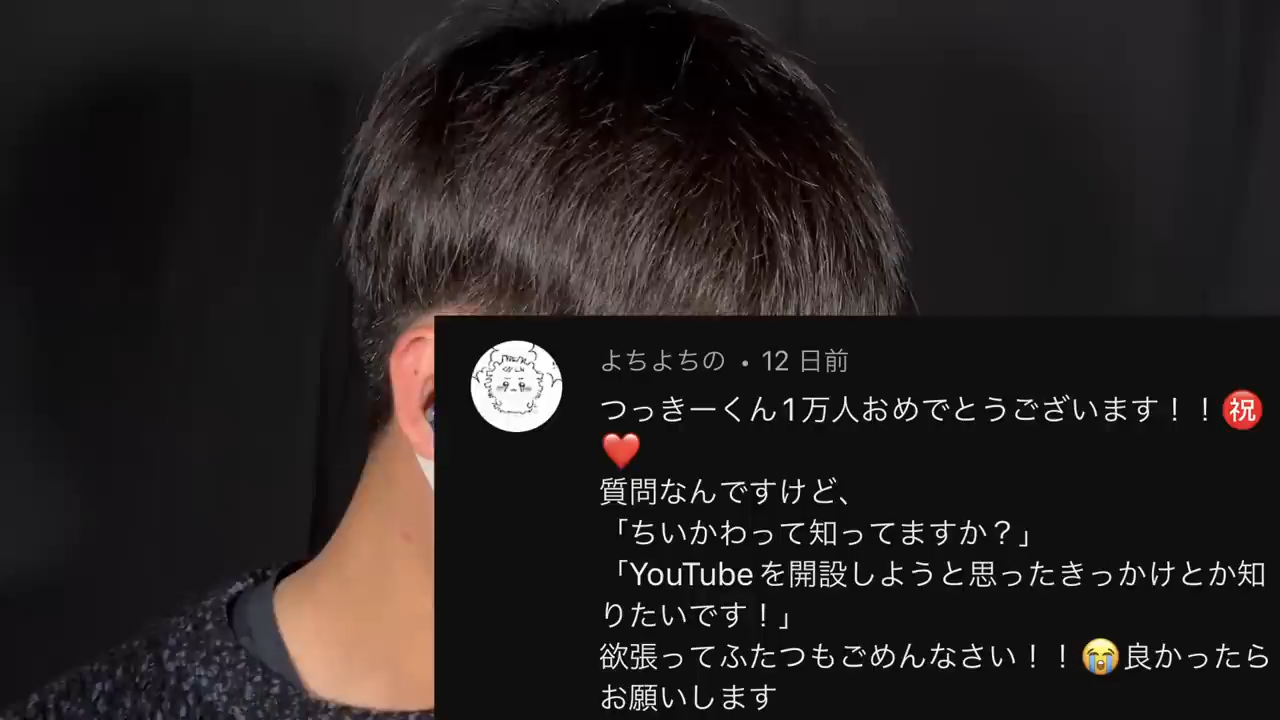 よちよちの • 12 日前
つっきーくん1万人おめでとうございます！！㊗️
❤️
質問なんですけど、
「ちいかわって知ってますか？」
「YouTubeを開設しようと思ったきっかけとか知
りたいです！」
欲張ってふたつもごめんなさい！！😭良かったら
お願いします